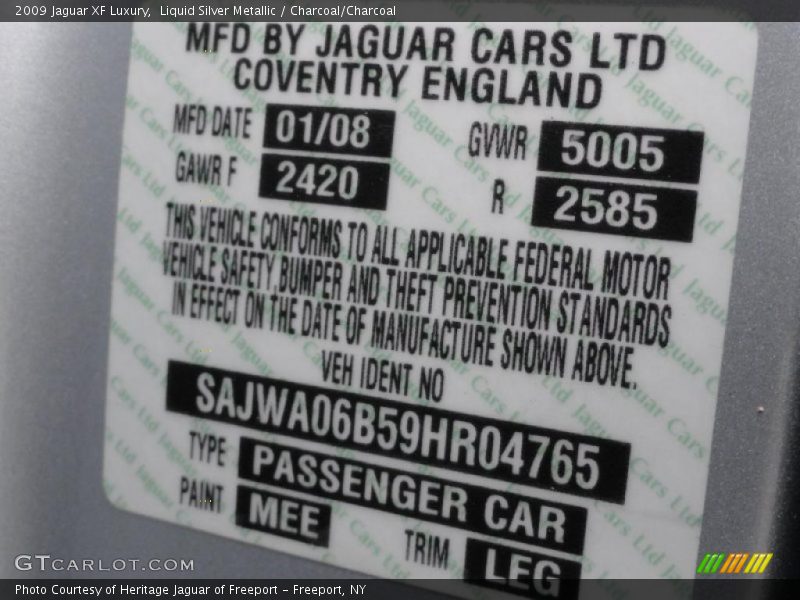 2009 Jaguar XF Luxury,  Liquid Silver Metallic / Charcoal/Charcoal
MFD BY JAGUAR CARS LTD
COVENTRY ENGLAND
MFD DATE 01/08 GVWR 5005
GAWR F 2420 R 2585
THIS VEHICLE CONFORMS TO ALL APPLICABLE FEDERAL MOTOR
VEHICLE SAFETY,BUMPER AND THEFT PREVENTION STANDARDS
IN EFFECT ON THE DATE OF MANUFACTURE SHOWN ABOVE.
VEH IDENT NO
SAJWA06B59HR04765
TYPE PASSENGER CAR
PAINT MEE TRIM LEG
GTCARLOT.COM
Photo Courtesy of Heritage Jaguar of Freeport – Freeport, NY